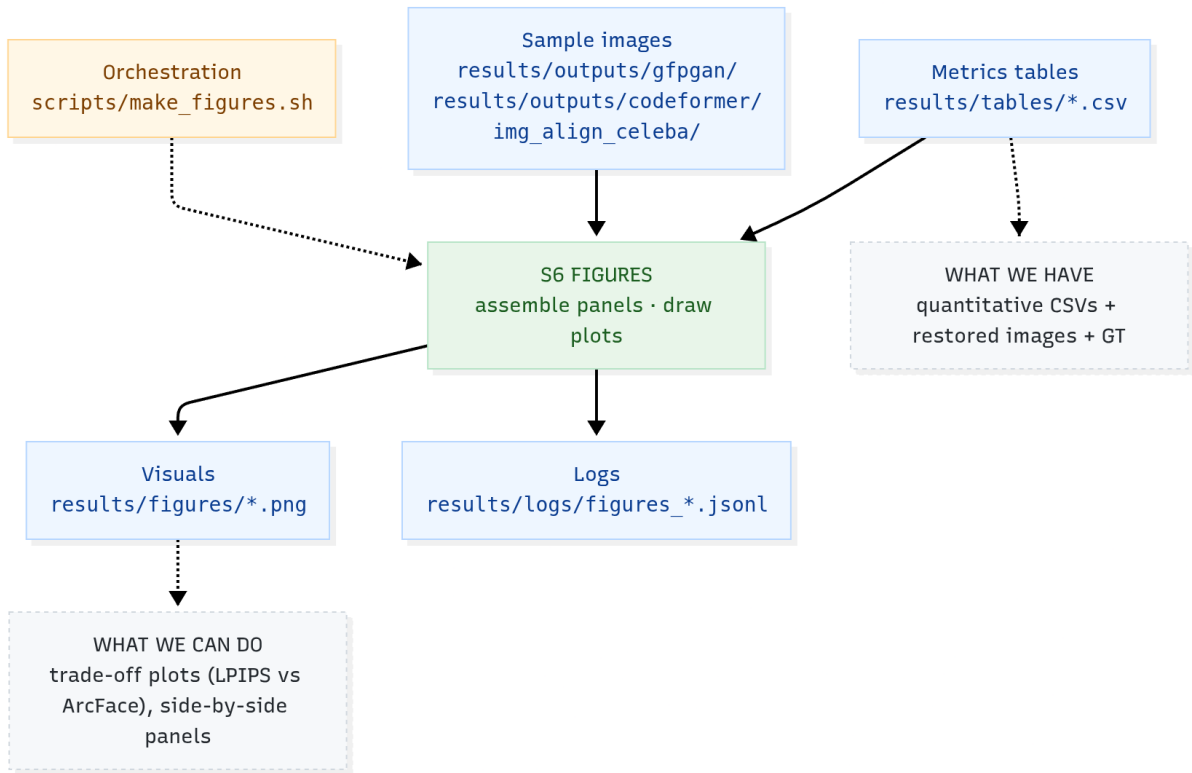 Orchestration
scripts/make_figures.sh
Sample images
results/outputs/gfpgan/
results/outputs/codeformer/
img_align_celeba/
Metrics tables
results/tables/*.csv
S6 FIGURES
assemble panels · draw
plots
WHAT WE HAVE
quantitative CSVs +
restored images + GT
Visuals
results/figures/*.png
Logs
results/logs/figures_*.jsonl
WHAT WE CAN DO
trade-off plots (LPIPS vs
ArcFace), side-by-side
panels